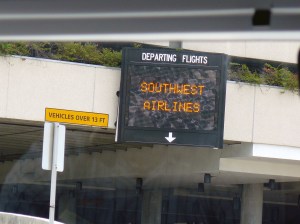 DEPARTING FLIGHTS
SOUTHWEST
AIRLINES
VEHICLES OVER 13 FT